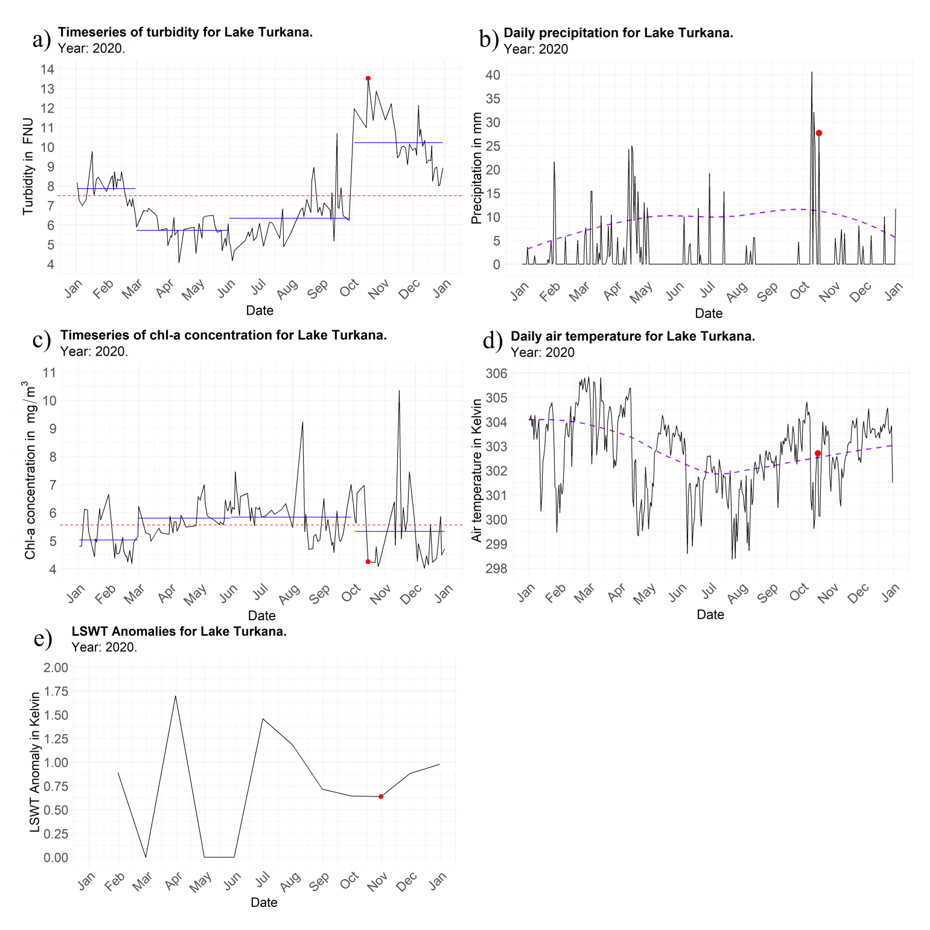 a)
Timeseries of turbidity for Lake Turkana.
Year: 2020.
Turbidity in FNU
14
13
12
11
10
9
8
7
6
5
4
Jan Feb Mar Apr May Jun Jul Aug Sep Oct Nov Dec Jan
Date
b)
Daily precipitation for Lake Turkana.
Year: 2020
Precipitation in mm
40
35
30
25
20
15
10
5
0
Jan Feb Mar Apr May Jun Jul Aug Sep Oct Nov Dec Jan
Date
c)
Timeseries of chl-a concentration for Lake Turkana.
Year: 2020.
Chl-a concentration in mg/m³
11
10
9
8
7
6
5
4
Jan Feb Mar Apr May Jun Jul Aug Sep Oct Nov Dec Jan
Date
d)
Daily air temperature for Lake Turkana.
Year: 2020
Air temperature in Kelvin
306
304
303
302
301
300
299
298
Jan Feb Mar Apr May Jun Jul Aug Sep Oct Nov Dec Jan
Date
e)
LSWT Anomalies for Lake Turkana.
Year: 2020.
LSWT Anomaly in Kelvin
2.00
1.75
1.50
1.25
1.00
0.75
0.50
0.25
0.00
Jan Feb Mar Apr May Jun Jul Aug Sep Oct Nov Dec Jan
Date